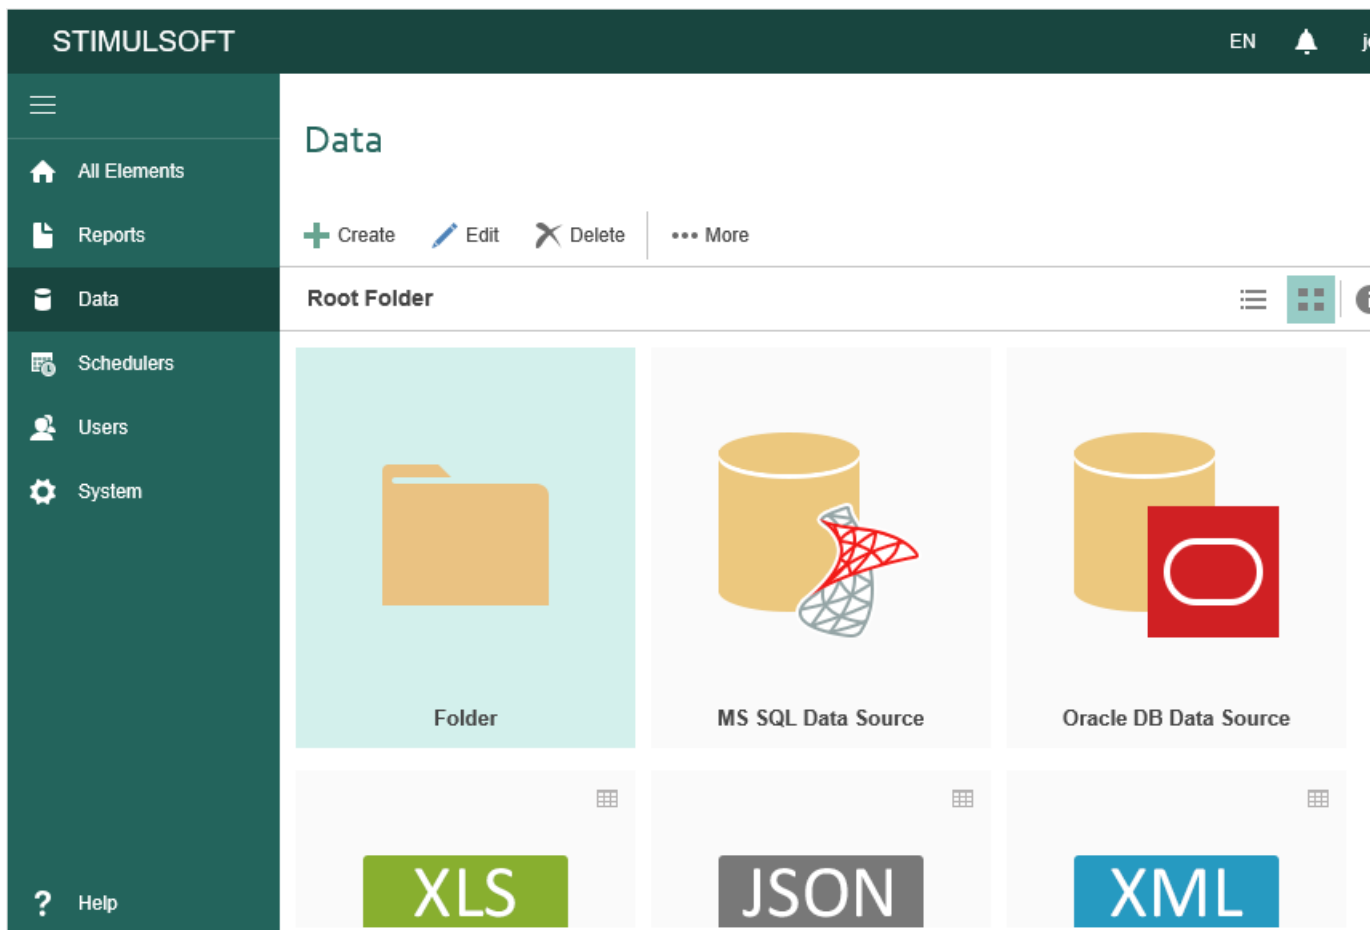 STIMULSOFT
EN
Data
All Elements
Reports
Data
Schedulers
Users
System
Help
Create Edit Delete More
Root Folder
Folder
MS SQL Data Source
Oracle DB Data Source
XLS
JSON
XML